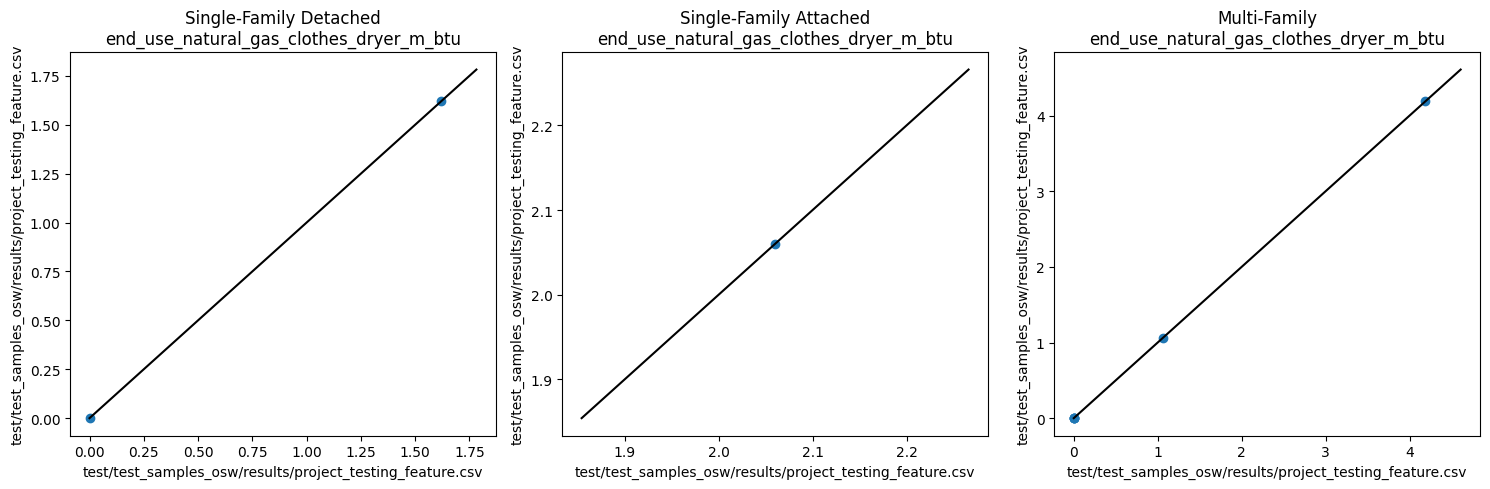 Single-Family Detached
end_use_natural_gas_clothes_dryer_m_btu
test/test_samples_osw/results/project_testing_feature.csv
1.75
1.50
1.25
1.00
0.75
0.50
0.25
0.00
0.00 0.25 0.50 0.75 1.00 1.25 1.50 1.75
test/test_samples_osw/results/project_testing_feature.csv
Single-Family Attached
end_use_natural_gas_clothes_dryer_m_btu
test/test_samples_osw/results/project_testing_feature.csv
2.2
2.1
2.0
1.9
1.9 2.0 2.1 2.2
test/test_samples_osw/results/project_testing_feature.csv
Multi-Family
end_use_natural_gas_clothes_dryer_m_btu
test/test_samples_osw/results/project_testing_feature.csv
4
3
2
1
0
0 1 2 3 4
test/test_samples_osw/results/project_testing_feature.csv